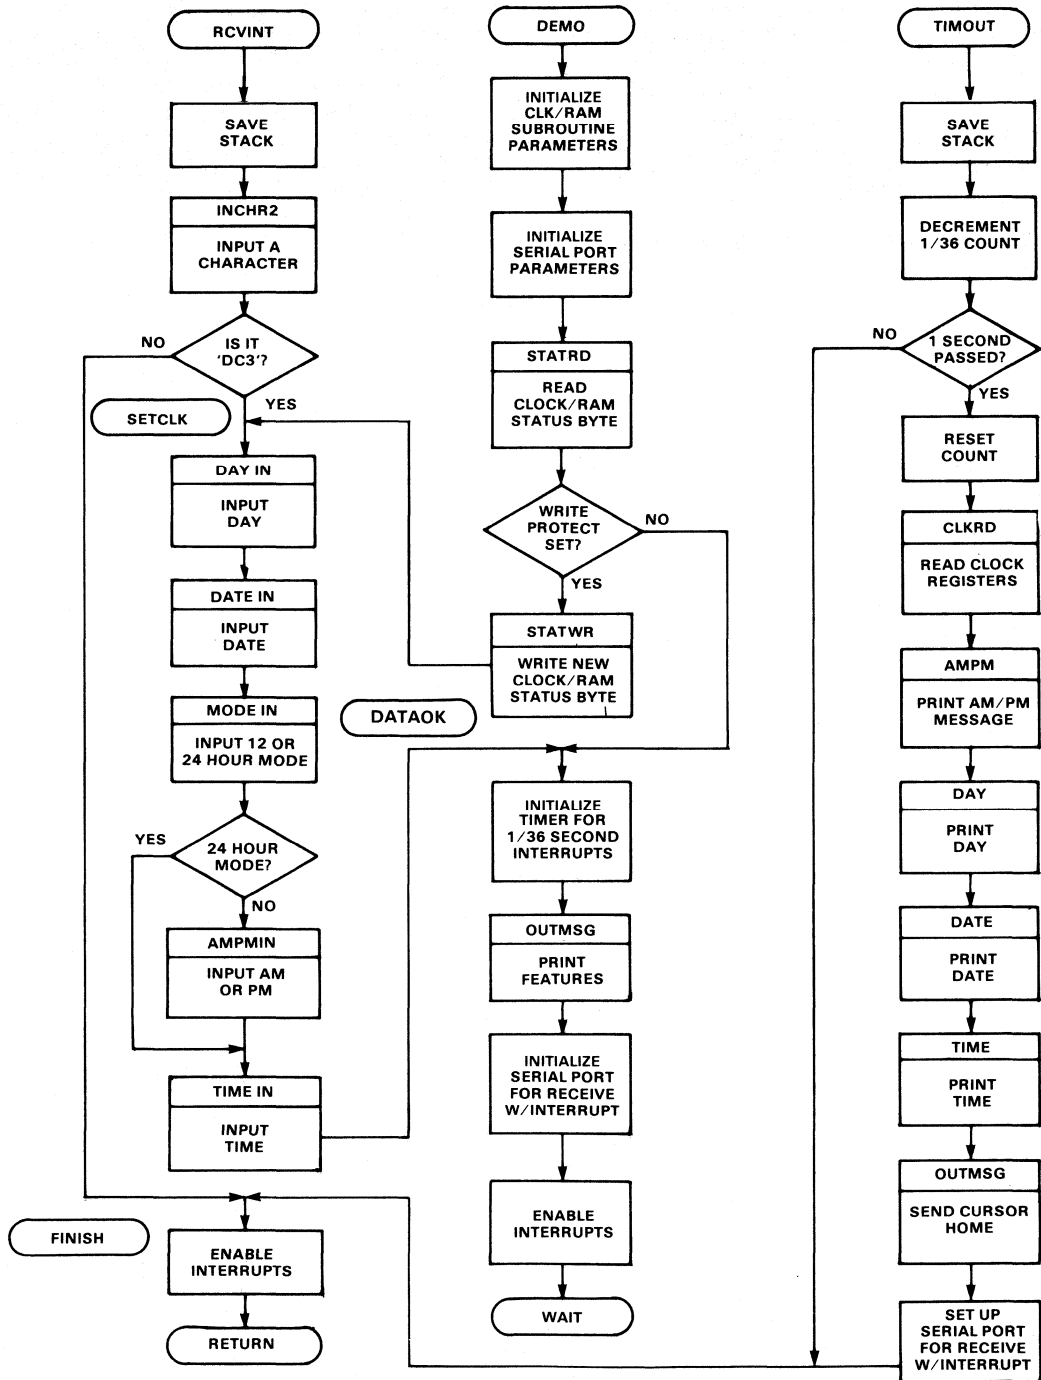 RCVINT
SAVE
STACK
INCHR2
INPUT A
CHARACTER
IS IT
'DC3'?
NO
YES
SETCLK
DAY IN
INPUT
DAY
DATE IN
INPUT
DATE
MODE IN
INPUT 12 OR
24 HOUR MODE
24 HOUR
MODE?
YES
NO
AMPMIN
INPUT AM
OR PM
TIME IN
INPUT
TIME
FINISH
ENABLE
INTERRUPTS
RETURN
DEMO
INITIALIZE
CLK/RAM
SUBROUTINE
PARAMETERS
INITIALIZE
SERIAL PORT
PARAMETERS
STATRD
READ
CLOCK/RAM
STATUS BYTE
WRITE
PROTECT
SET?
NO
YES
STATWR
WRITE NEW
CLOCK/RAM
STATUS BYTE
DATAOK
INITIALIZE
TIMER FOR
1/36 SECOND
INTERRUPTS
OUTMSG
PRINT
FEATURES
INITIALIZE
SERIAL PORT
FOR RECEIVE
W/INTERRUPT
ENABLE
INTERRUPTS
WAIT
TIMOUT
SAVE
STACK
DECREMENT
1/36 COUNT
1 SECOND
PASSED?
NO
YES
RESET
COUNT
CLKRD
READ CLOCK
REGISTERS
AMPM
PRINT AM/PM
MESSAGE
DAY
PRINT
DAY
DATE
PRINT
DATE
TIME
PRINT
TIME
OUTMSG
SEND CURSOR
HOME
SET UP
SERIAL PORT
FOR RECEIVE
W/INTERRUPT